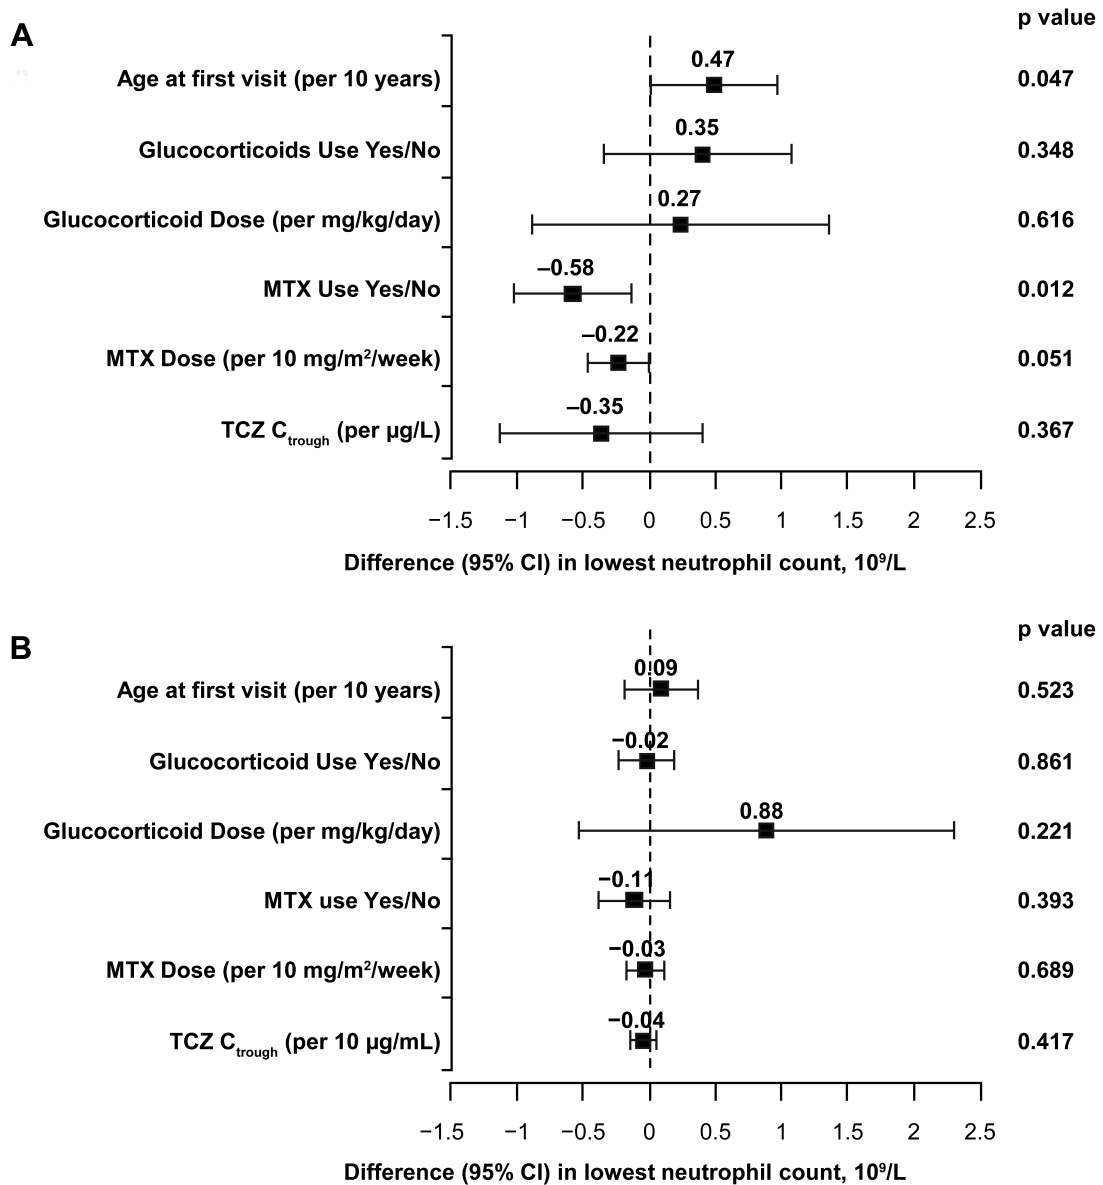 A
p value
Age at first visit (per 10 years)
0.47
0.047
Glucocorticoids Use Yes/No
0.35
0.348
Glucocorticoid Dose (per mg/kg/day)
0.27
0.616
MTX Use Yes/No
–0.58
0.012
MTX Dose (per 10 mg/m²/week)
–0.22
0.051
TCZ Ctrough (per µg/L)
–0.35
0.367
−1.5 −1 −0.5 0 0.5 1 1.5 2 2.5
Difference (95% CI) in lowest neutrophil count, 10⁹/L
B
p value
Age at first visit (per 10 years)
0.09
0.523
Glucocorticoid Use Yes/No
−0.02
0.861
Glucocorticoid Dose (per mg/kg/day)
0.88
0.221
MTX use Yes/No
−0.11
0.393
MTX Dose (per 10 mg/m²/week)
−0.03
0.689
TCZ Ctrough (per 10 µg/mL)
−0.04
0.417
−1.5 −1 −0.5 0 0.5 1 1.5 2 2.5
Difference (95% CI) in lowest neutrophil count, 10⁹/L